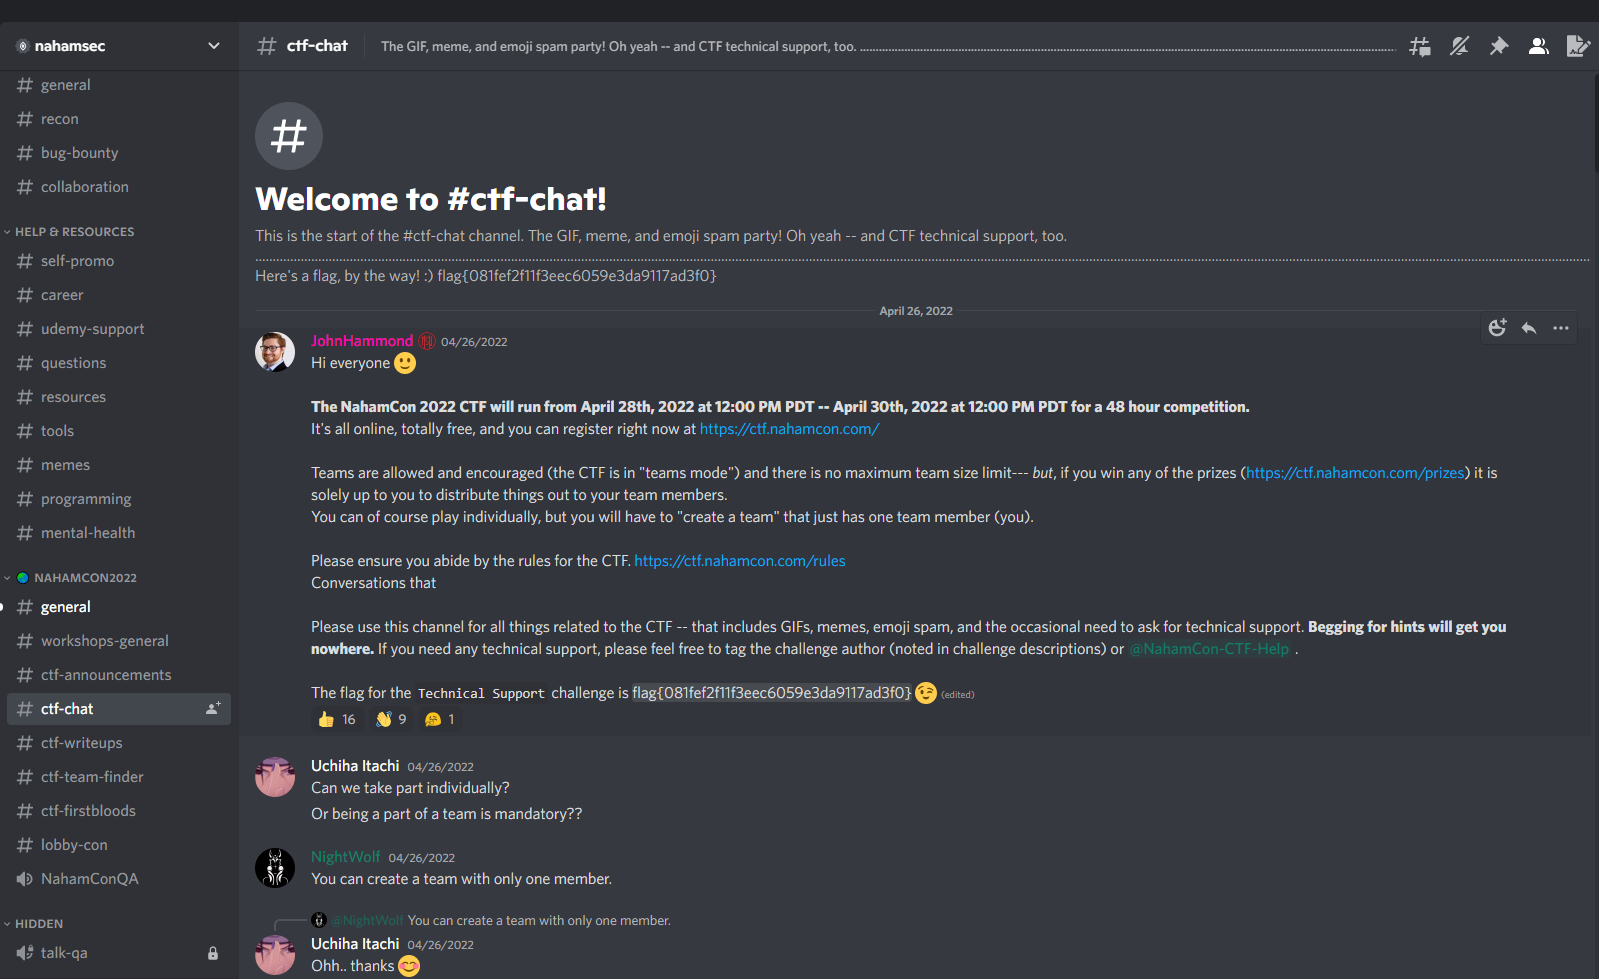 nahamsec
general
recon
bug-bounty
collaboration
HELP & RESOURCES
self-promo
career
udemy-support
questions
resources
tools
memes
programming
mental-health
NAHAMCON2022
general
workshops-general
ctf-announcements
ctf-chat
ctf-writeups
ctf-team-finder
ctf-firstbloods
lobby-con
NahamConQA
HIDDEN
talk-qa
ctf-chat
The GIF, meme, and emoji spam party! Oh yeah -- and CTF technical support, too.
Welcome to #ctf-chat!
This is the start of the #ctf-chat channel. The GIF, meme, and emoji spam party! Oh yeah -- and CTF technical support, too.
Here's a flag, by the way! :) flag{081fef2f11f3eec6059e3da9117ad3f0}
April 26, 2022
JohnHammond 04/26/2022
Hi everyone 🙂
The NahamCon 2022 CTF will run from April 28th, 2022 at 12:00 PM PDT -- April 30th, 2022 at 12:00 PM PDT for a 48 hour competition.
It's all online, totally free, and you can register right now at https://ctf.nahamcon.com/
Teams are allowed and encouraged (the CTF is in "teams mode") and there is no maximum team size limit--- but, if you win any of the prizes (https://ctf.nahamcon.com/prizes) it is
solely up to you to distribute things out to your team members.
You can of course play individually, but you will have to "create a team" that just has one team member (you).
Please ensure you abide by the rules for the CTF. https://ctf.nahamcon.com/rules
Conversations that
Please use this channel for all things related to the CTF -- that includes GIFs, memes, emoji spam, and the occasional need to ask for technical support. Begging for hints will get you
nowhere. If you need any technical support, please feel free to tag the challenge author (noted in challenge descriptions) or @NahamCon-CTF-Help .
The flag for the Technical Support challenge is flag{081fef2f11f3eec6059e3da9117ad3f0} 😉 (edited)
👍 16 👋 9 🤗 1
Uchiha Itachi 04/26/2022
Can we take part individually?
Or being a part of a team is mandatory??
NightWolf 04/26/2022
You can create a team with only one member.
@NightWolf You can create a team with only one member.
Uchiha Itachi 04/26/2022
Ohh.. thanks 😊